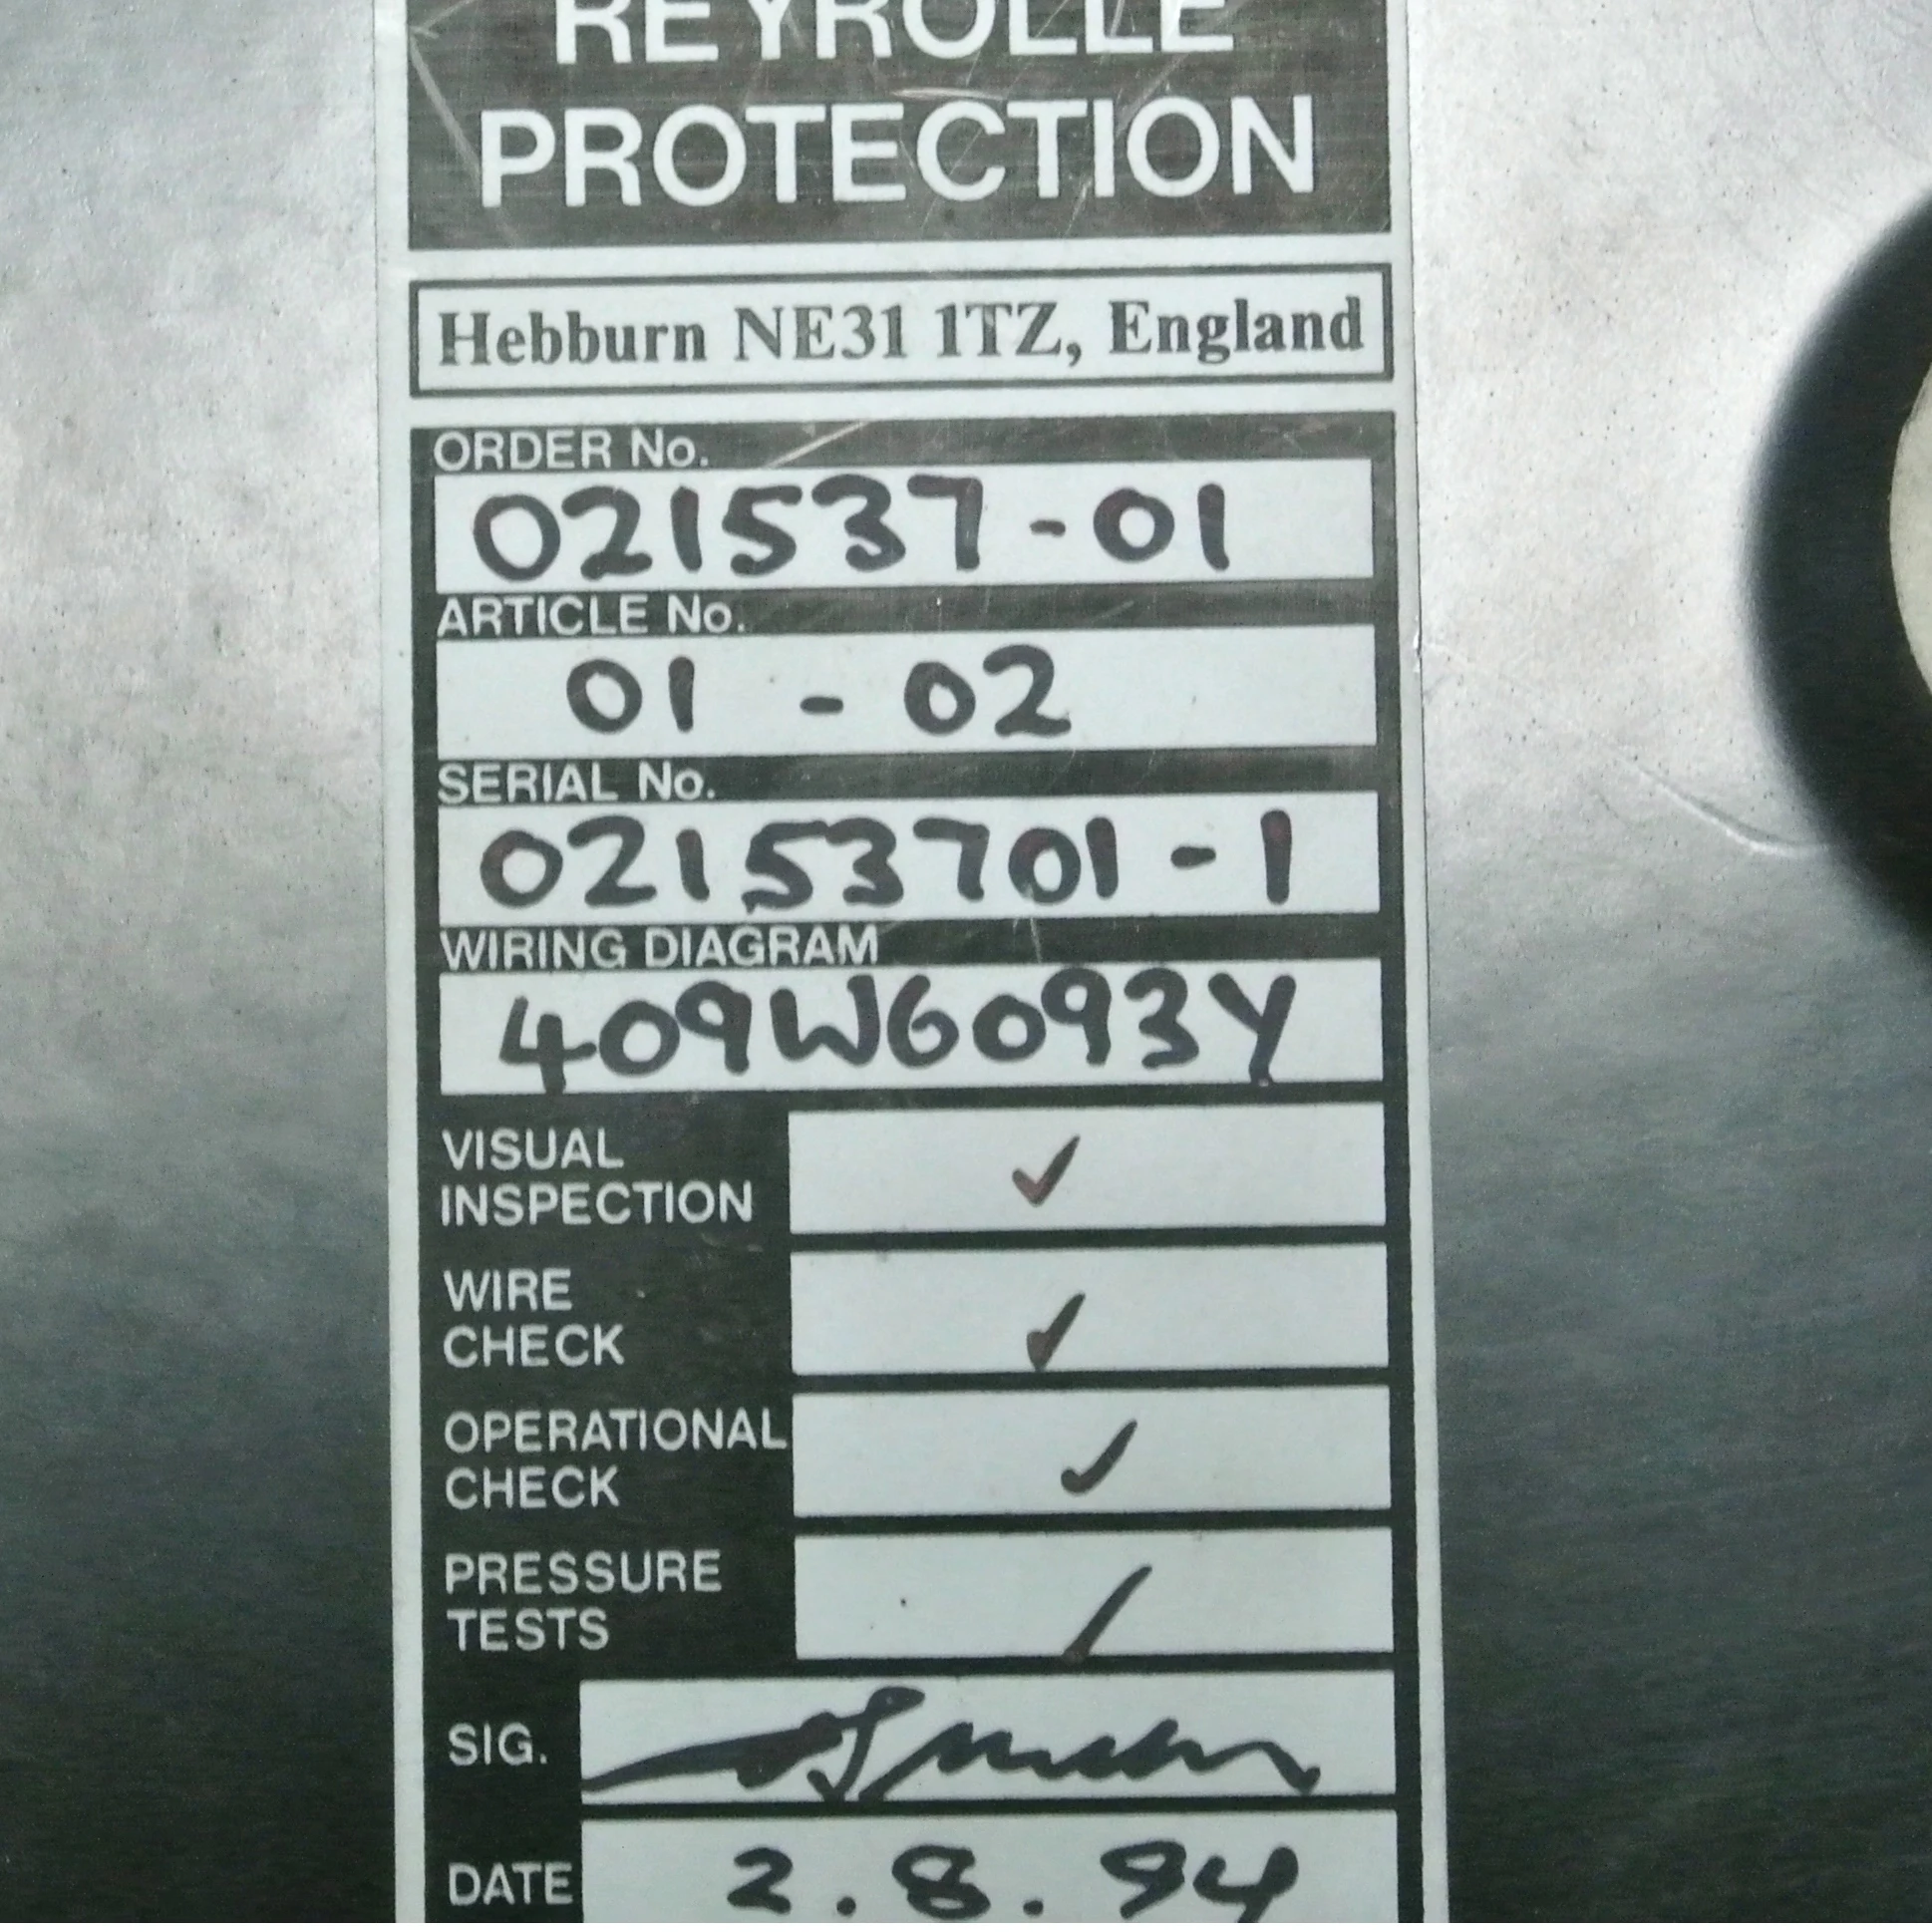 REYROLLE
PROTECTION
Hebburn NE31 1TZ, England
ORDER No.
021537-01
ARTICLE No.
01 - 02
SERIAL No.
02153701-1
WIRING DIAGRAM
409W6093Y
VISUAL
INSPECTION
✓
WIRE
CHECK
✓
OPERATIONAL
CHECK
✓
PRESSURE
TESTS
✓
SIG.
DATE
2.8.94